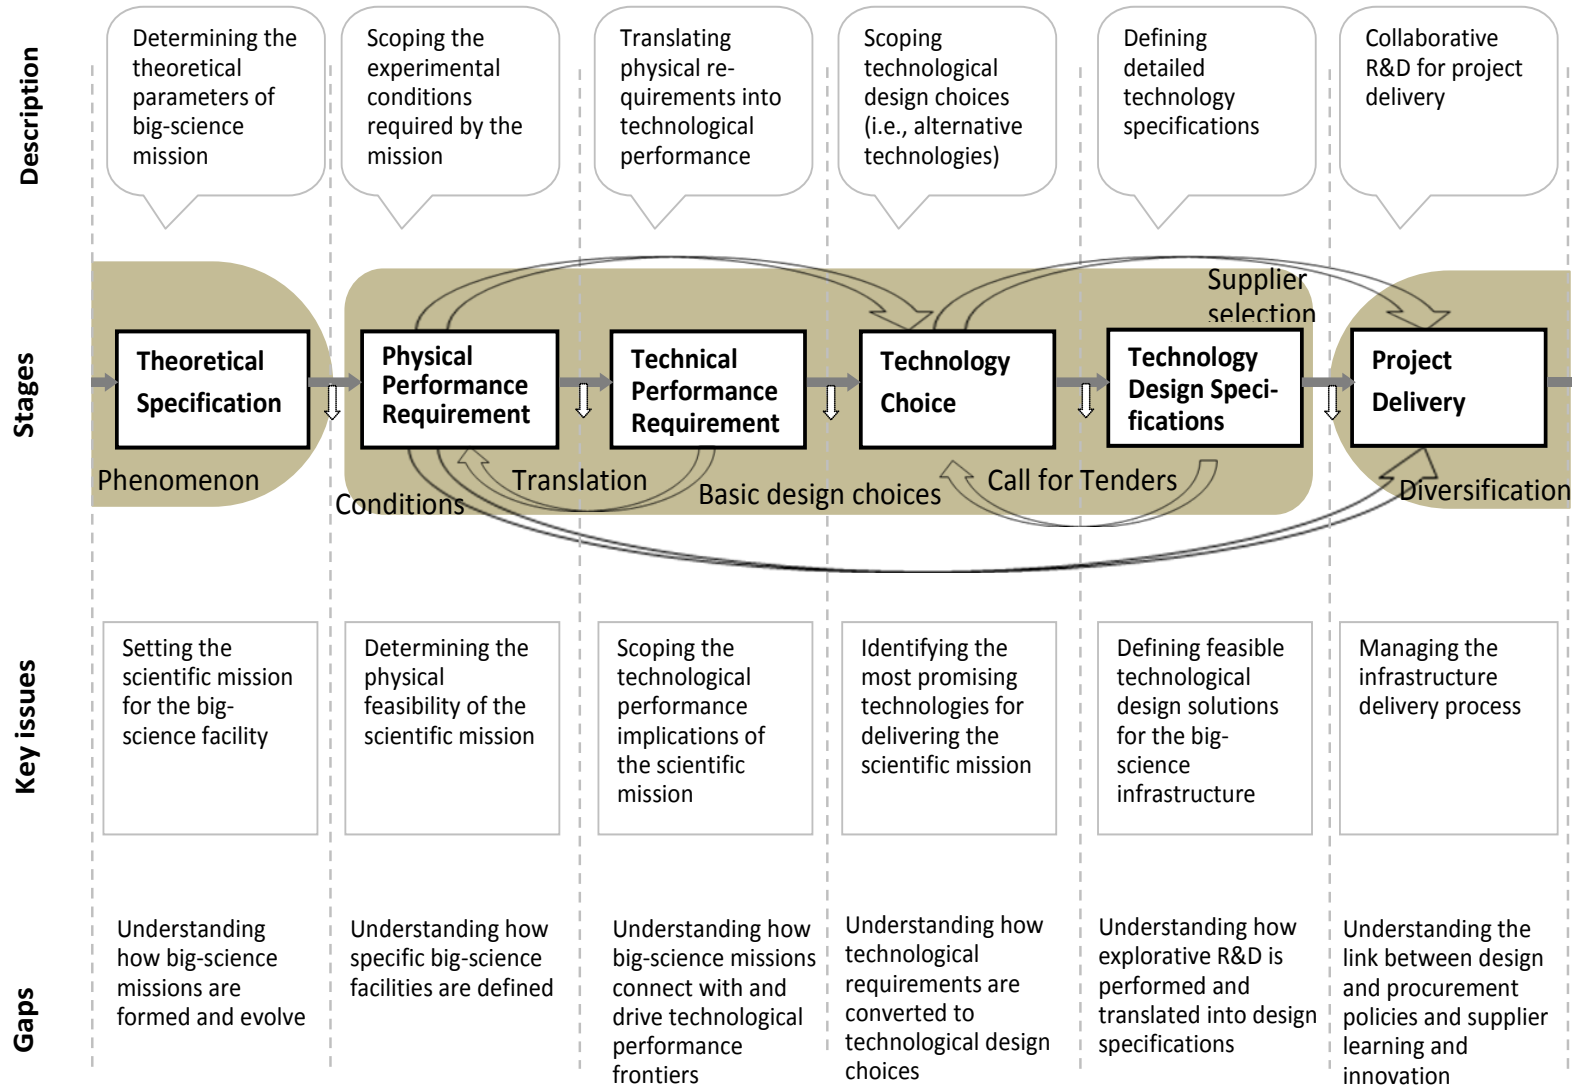 Description
Determining the
theoretical
parameters of
big-science
mission
Scoping the
experimental
conditions
required by the
mission
Translating
physical re-
quirements into
technological
performance
Scoping
technological
design choices
(i.e., alternative
technologies)
Defining
detailed
technology
specifications
Collaborative
R&D for project
delivery
Stages
Theoretical
Specification
Physical
Performance
Requirement
Technical
Performance
Requirement
Technology
Choice
Supplier
selection
Technology
Design Speci-
fications
Project
Delivery
Phenomenon
Conditions
Translation
Basic design choices
Call for Tenders
Diversification
Key issues
Setting the
scientific mission
for the big-
science facility
Determining the
physical
feasibility of the
scientific mission
Scoping the
technological
performance
implications of
the scientific
mission
Identifying the
most promising
technologies for
delivering the
scientific mission
Defining feasible
technological
design solutions
for the big-
science
infrastructure
Managing the
infrastructure
delivery process
Gaps
Understanding
how big-science
missions are
formed and evolve
Understanding how
specific big-science
facilities are defined
Understanding how
big-science missions
connect with and
drive technological
performance
frontiers
Understanding how
technological
requirements are
converted to
technological design
choices
Understanding how
explorative R&D is
performed and
translated into design
specifications
Understanding the
link between design
and procurement
policies and supplier
learning and
innovation